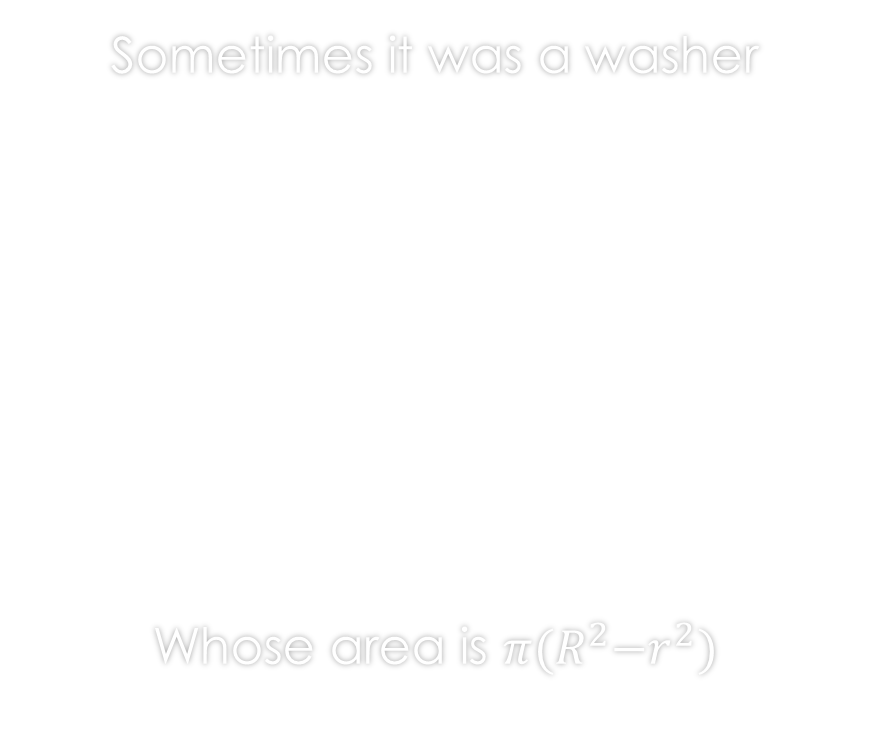 Sometimes it was a washer
Whose area is 𝜋(𝑅²−𝑟²)